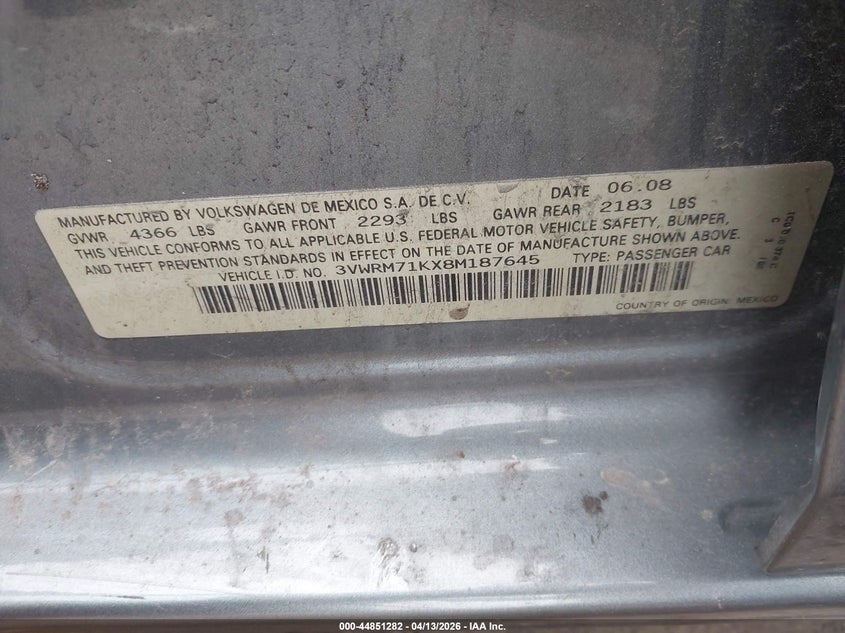 MANUFACTURED BY VOLKSWAGEN DE MEXICO S.A. DE C.V. DATE 06.08
GVWR 4366 LBS GAWR FRONT 2293 LBS GAWR REAR 2183 LBS
THIS VEHICLE CONFORMS TO ALL APPLICABLE U.S. FEDERAL MOTOR VEHICLE SAFETY, BUMPER,
AND THEFT PREVENTION STANDARDS IN EFFECT ON THE DATE OF MANUFACTURE SHOWN ABOVE.
VEHICLE I.D NO. 3VWRM71KX8M187645 TYPE: PASSENGER CAR
COUNTRY OF ORIGIN: MEXICO
000-44851282 - 04/13/2026 - IAA Inc.